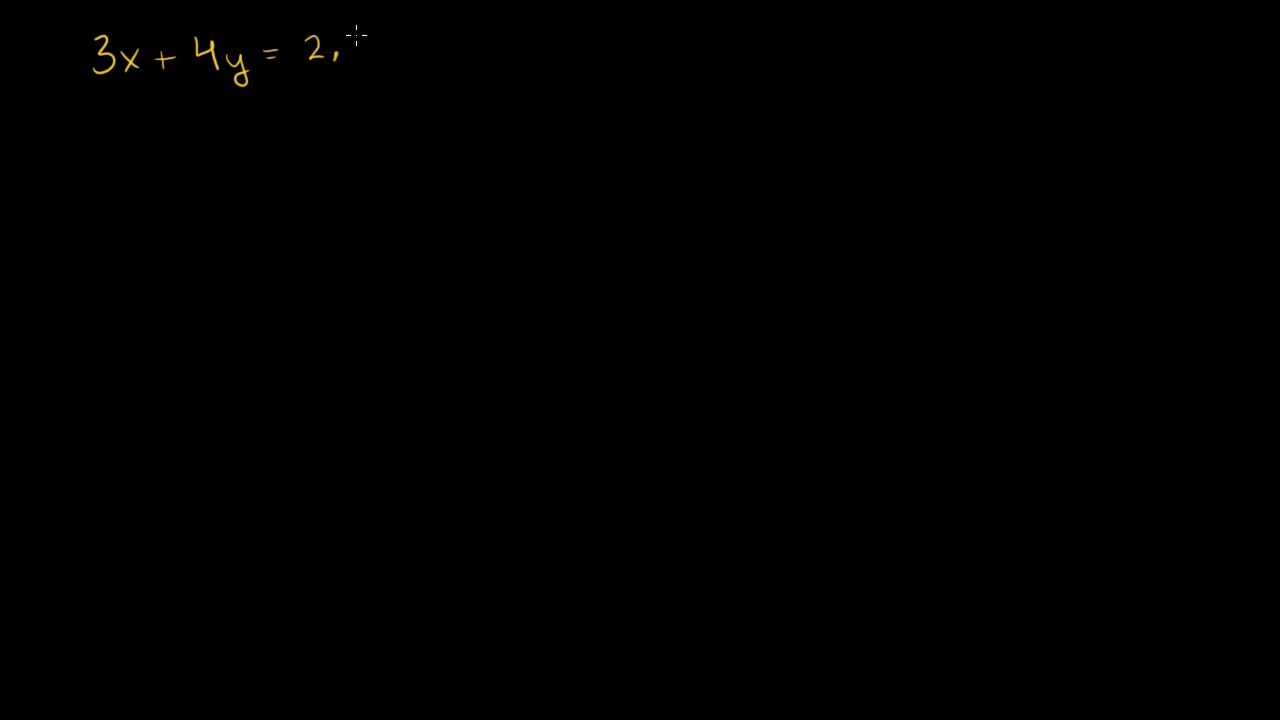 3x + 4y = 2.